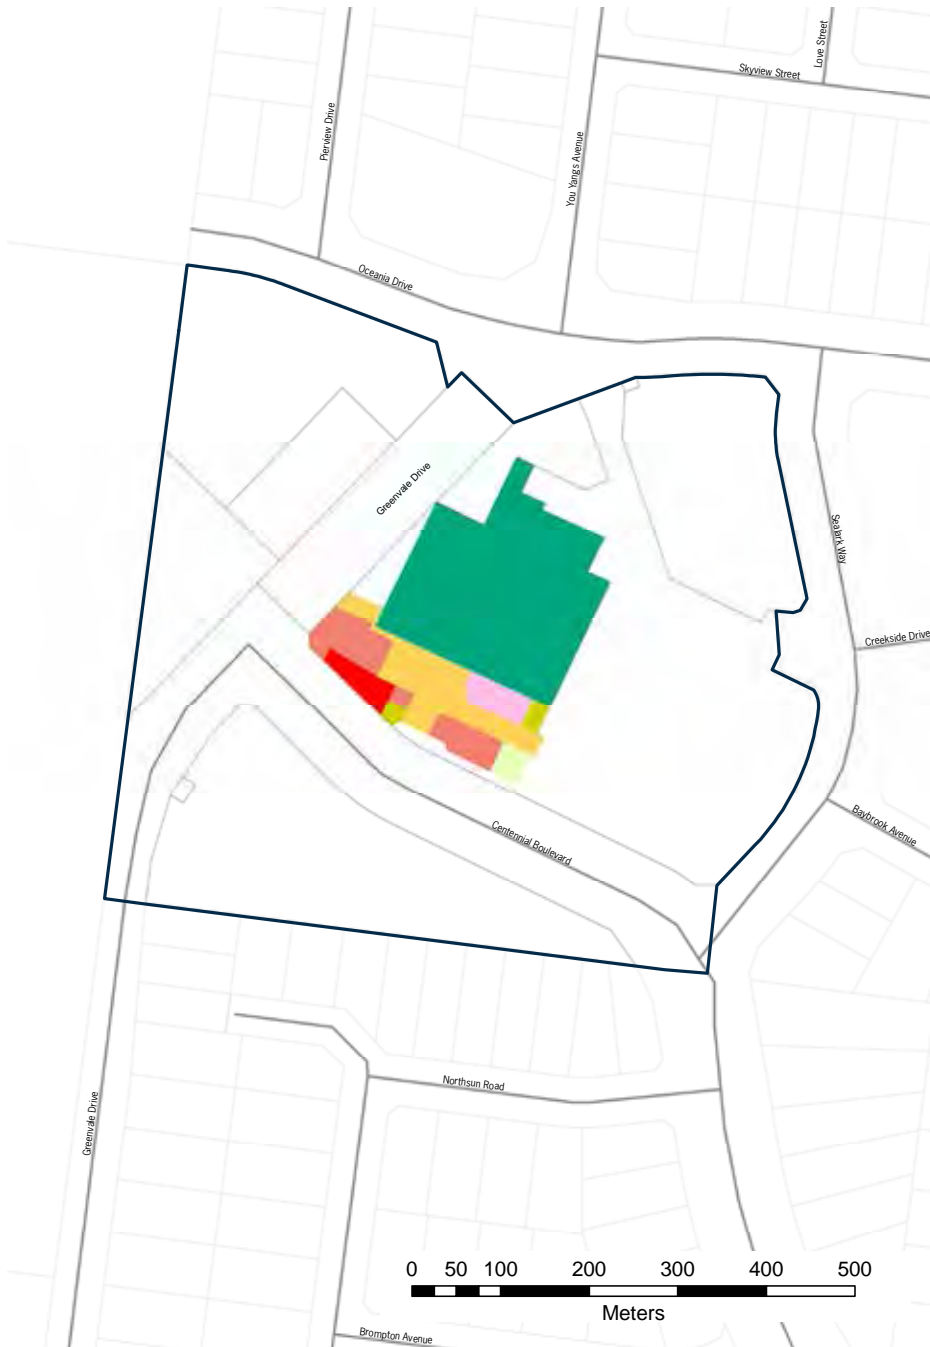 Love Street
Skyview Street
Pierview Drive
You Yangs Avenue
Oceania Drive
Greenvale Drive
Sealark Way
Creekside Drive
Baybrook Avenue
Centennial Boulevard
Northsun Road
Greenvale Drive
0 50 100 200 300 400 500
Meters
Brompton Avenue